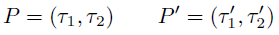 P = (τ₁, τ₂)  P′ = (τ′₁, τ′₂)